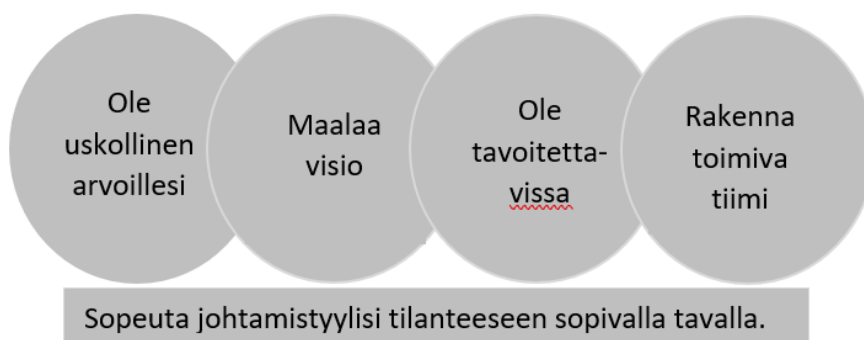 Ole
uskollinen
arvoillesi
Maalaa
visio
Ole
tavoitetta-
vissa
Rakenna
toimiva
tiimi
Sopeuta johtamistyylisi tilanteeseen sopivalla tavalla.